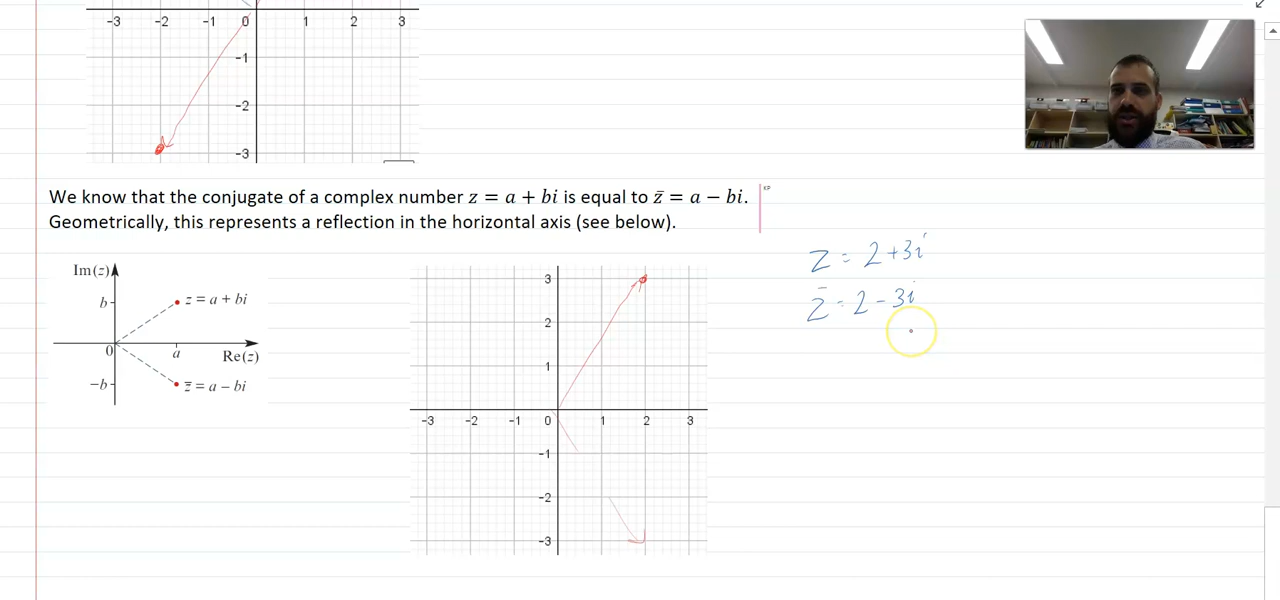 -3 -2 -1 0 1 2 3
-1
-2
-3
We know that the conjugate of a complex number z = a + bi is equal to z̄ = a − bi.
Geometrically, this represents a reflection in the horizontal axis (see below).
z = 2 + 3i
z̄ = 2 − 3i
Im(z)
b
z = a + bi
0
a
Re(z)
−b
z̄ = a − bi
3
2
1
-3 -2 -1 0 1 2 3
-1
-2
-3